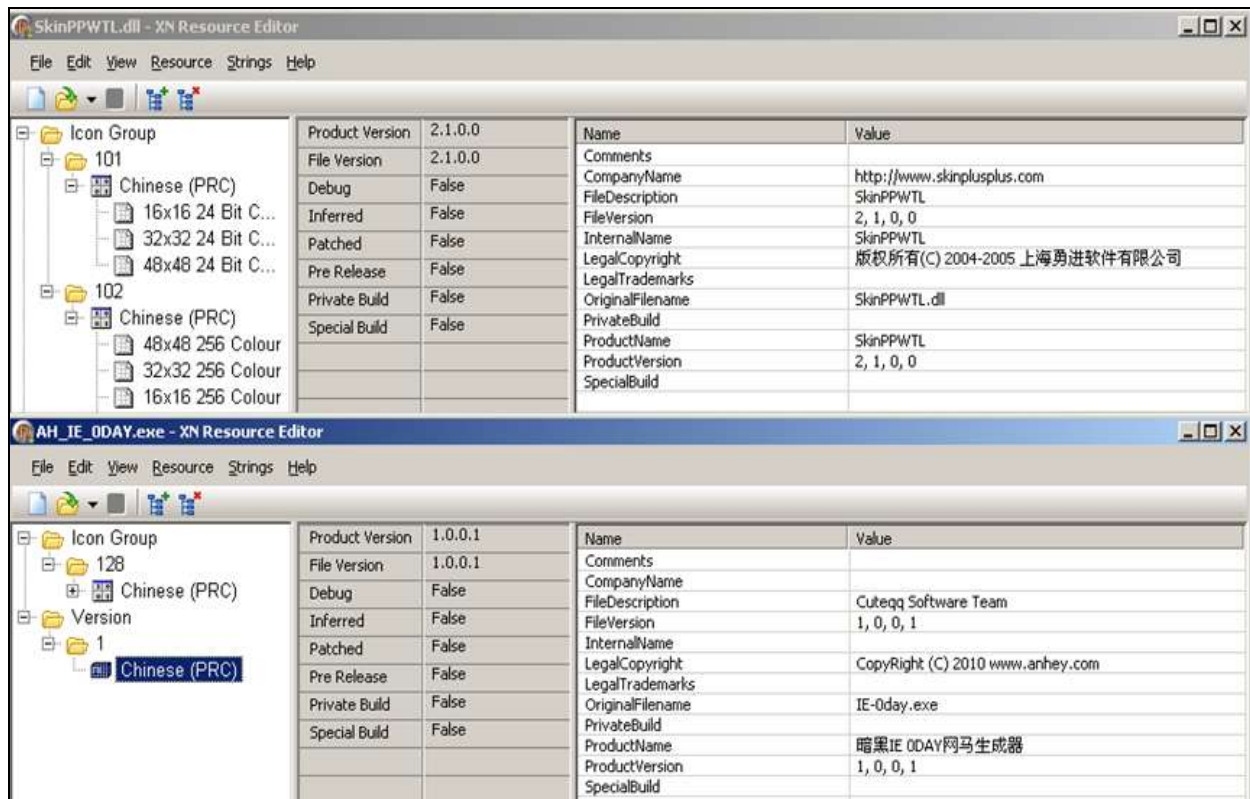 SkinPPWTL.dll - XN Resource Editor
File Edit View Resource Strings Help
Icon Group
101
Chinese (PRC)
16x16 24 Bit C...
32x32 24 Bit C...
48x48 24 Bit C...
102
Chinese (PRC)
48x48 256 Colour
32x32 256 Colour
16x16 256 Colour
Product Version 2.1.0.0
File Version 2.1.0.0
Debug False
Inferred False
Patched False
Pre Release False
Private Build False
Special Build False
Name Value
Comments
CompanyName http://www.skinplusplus.com
FileDescription SkinPPWTL
FileVersion 2, 1, 0, 0
InternalName SkinPPWTL
LegalCopyright 版权所有(C) 2004-2005 上海勇进软件有限公司
LegalTrademarks
OriginalFilename SkinPPWTL.dll
PrivateBuild
ProductName SkinPPWTL
ProductVersion 2, 1, 0, 0
SpecialBuild
AH_IE_0DAY.exe - XN Resource Editor
File Edit View Resource Strings Help
Icon Group
128
Chinese (PRC)
Version
1
Chinese (PRC)
Product Version 1.0.0.1
File Version 1.0.0.1
Debug False
Inferred False
Patched False
Pre Release False
Private Build False
Special Build False
Name Value
Comments
CompanyName
FileDescription Cuteqq Software Team
FileVersion 1, 0, 0, 1
InternalName
LegalCopyright CopyRight (C) 2010 www.anhey.com
LegalTrademarks
OriginalFilename IE-0day.exe
PrivateBuild
ProductName 暗黑IE 0DAY网马生成器
ProductVersion 1, 0, 0, 1
SpecialBuild